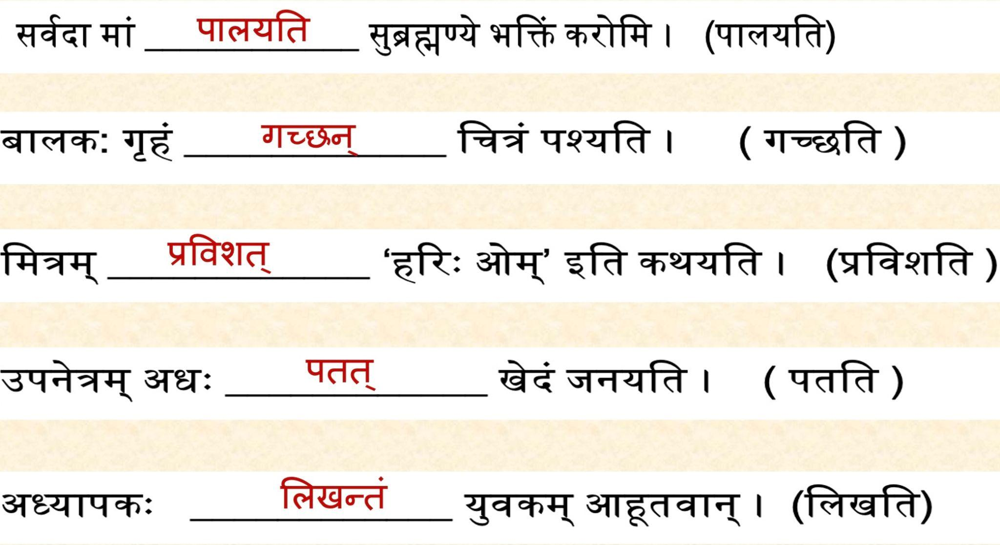 सर्वदा मां पालयति सुब्रह्मण्ये भक्तिं करोमि । (पालयति)
बालक: गृहं गच्छन् चित्रं पश्यति । ( गच्छति )
मित्रम् प्रविशत् ‘हरिः ओम्’ इति कथयति । (प्रविशति )
उपनेत्रम् अधः पतत् खेदं जनयति । ( पतति )
अध्यापकः लिखन्तं युवकम् आहूतवान् । (लिखति)